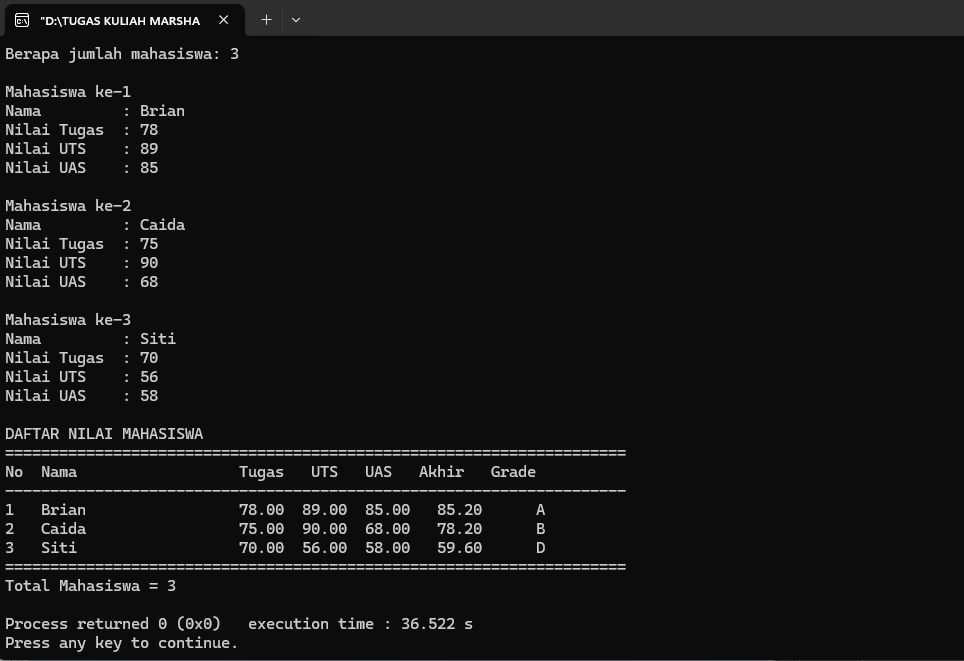 "D:\TUGAS KULIAH MARSHA
Berapa jumlah mahasiswa: 3
Mahasiswa ke-1
Nama         : Brian
Nilai Tugas  : 78
Nilai UTS    : 89
Nilai UAS    : 85
Mahasiswa ke-2
Nama         : Caida
Nilai Tugas  : 75
Nilai UTS    : 90
Nilai UAS    : 68
Mahasiswa ke-3
Nama         : Siti
Nilai Tugas  : 70
Nilai UTS    : 56
Nilai UAS    : 58
DAFTAR NILAI MAHASISWA
=====================================================================
No  Nama                  Tugas   UTS   UAS   Akhir   Grade
---------------------------------------------------------------------
1   Brian                 78.00  89.00  85.00   85.20      A
2   Caida                 75.00  90.00  68.00   78.20      B
3   Siti                  70.00  56.00  58.00   59.60      D
=====================================================================
Total Mahasiswa = 3
Process returned 0 (0x0)   execution time : 36.522 s
Press any key to continue.